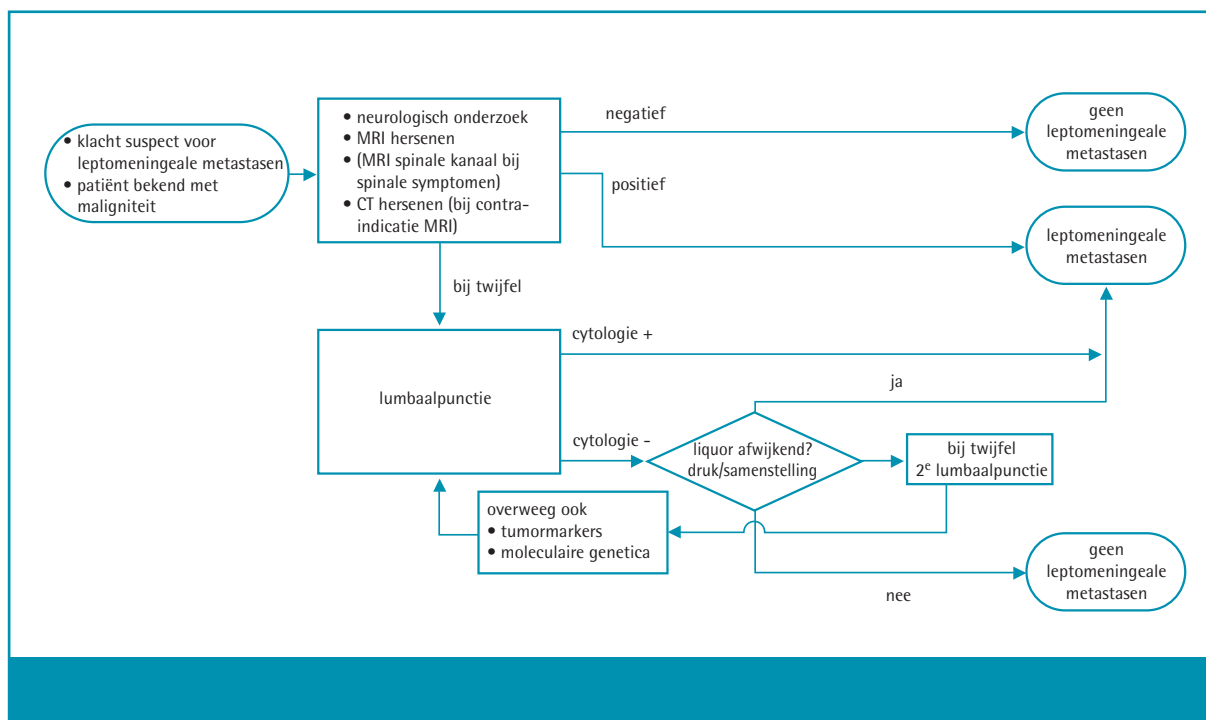 • klacht suspect voor
leptomeningeale metastasen
• patiënt bekend met
maligniteit
• neurologisch onderzoek
• MRI hersenen
• (MRI spinale kanaal bij
spinale symptomen)
• CT hersenen (bij contra-
indicatie MRI)
negatief
geen
leptomeningeale
metastasen
positief
leptomeningeale
metastasen
bij twijfel
lumbaalpunctie
cytologie +
ja
cytologie -
liquor afwijkend?
druk/samenstelling
bij twijfel
2e lumbaalpunctie
overweeg ook
• tumormarkers
• moleculaire genetica
nee
geen
leptomeningeale
metastasen